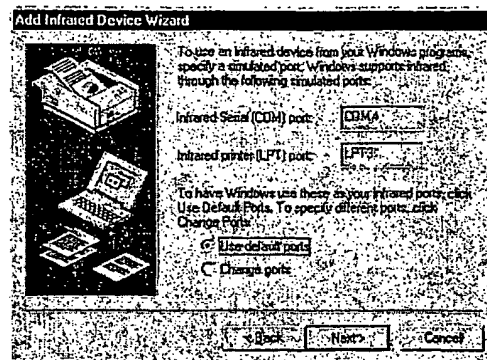 Add Infrared Device Wizard
To use an infrared device from your Windows programs,
specify a simulated port. Windows supports infrared
through the following simulated ports:
Infrared Serial (COM) port: COM4
Infrared printer (LPT) port: LPT3
To have Windows use these as your infrared ports, click
Use Default Ports. To specify different ports, click
Change Ports.
Use default ports
Change ports
< Back Next > Cancel